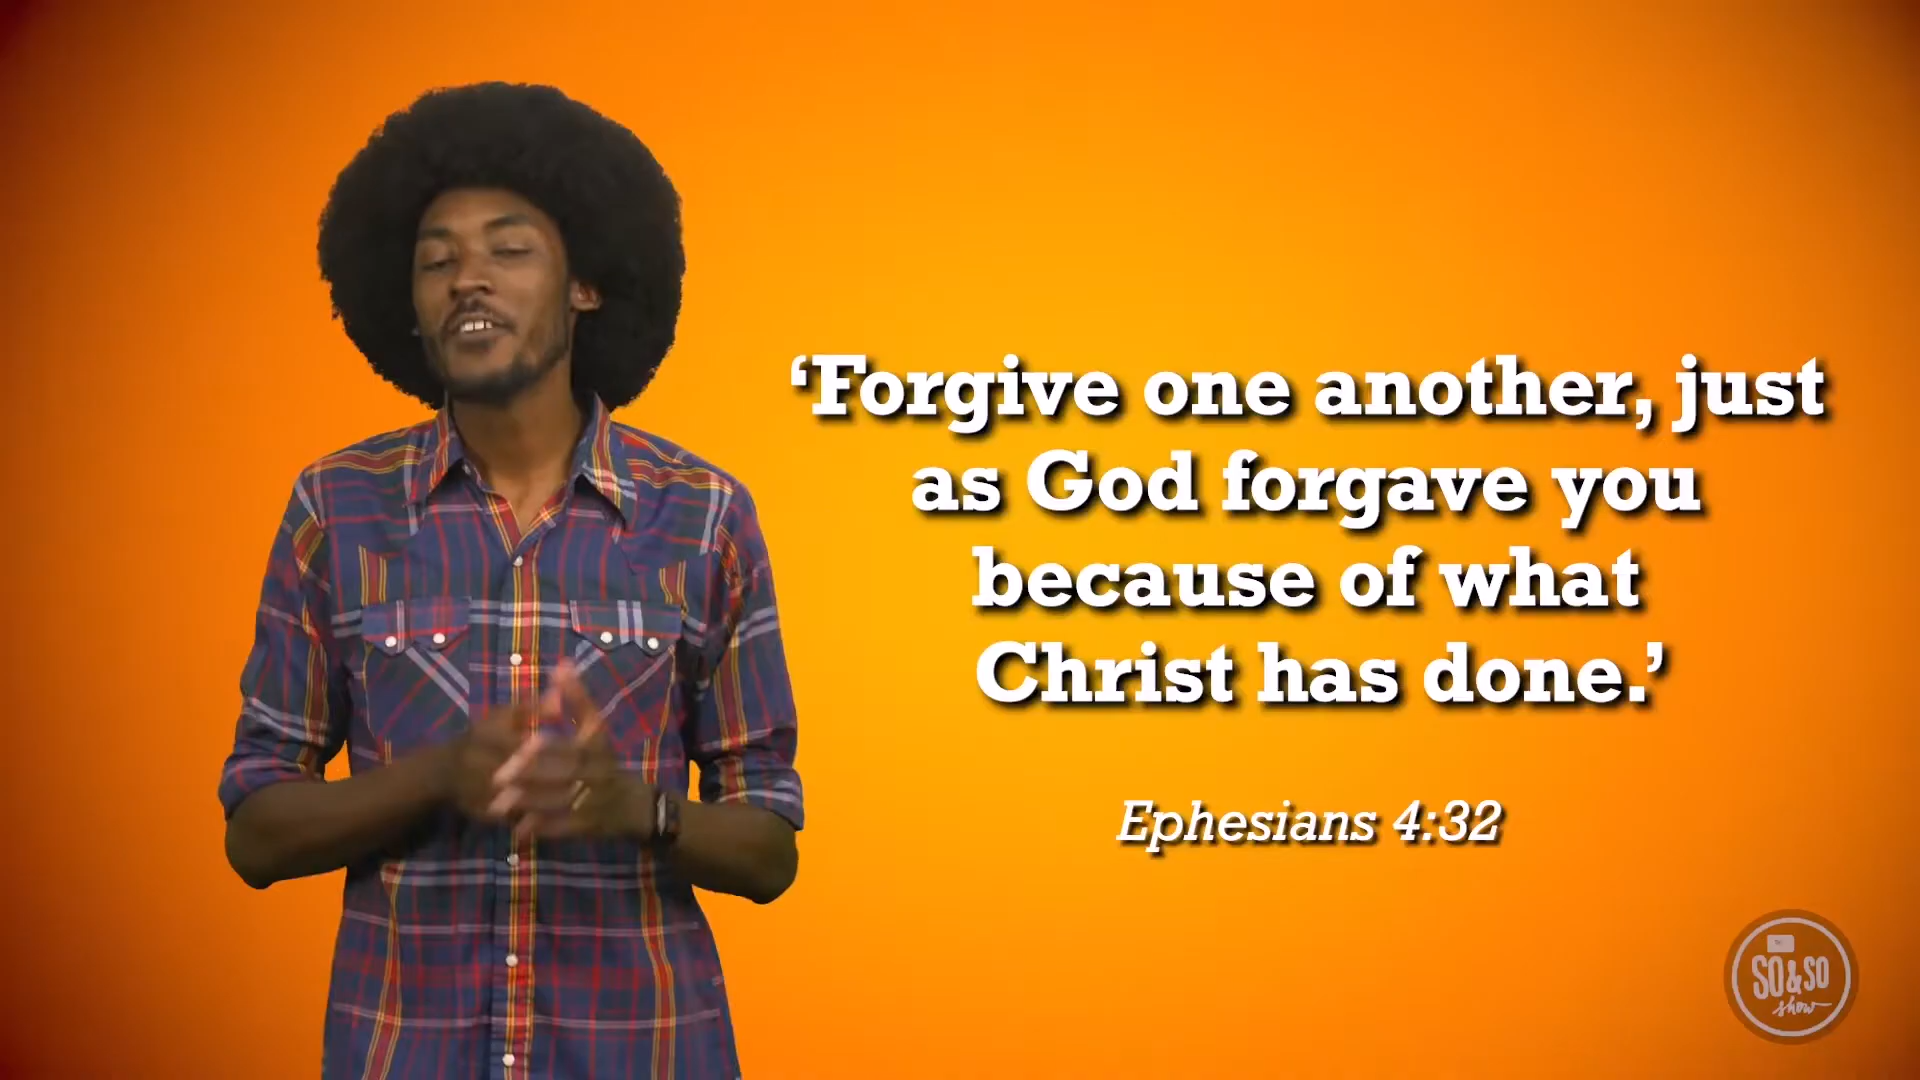 ‘Forgive one another, just
as God forgave you
because of what
Christ has done.’
Ephesians 4:32
SO&SO
show